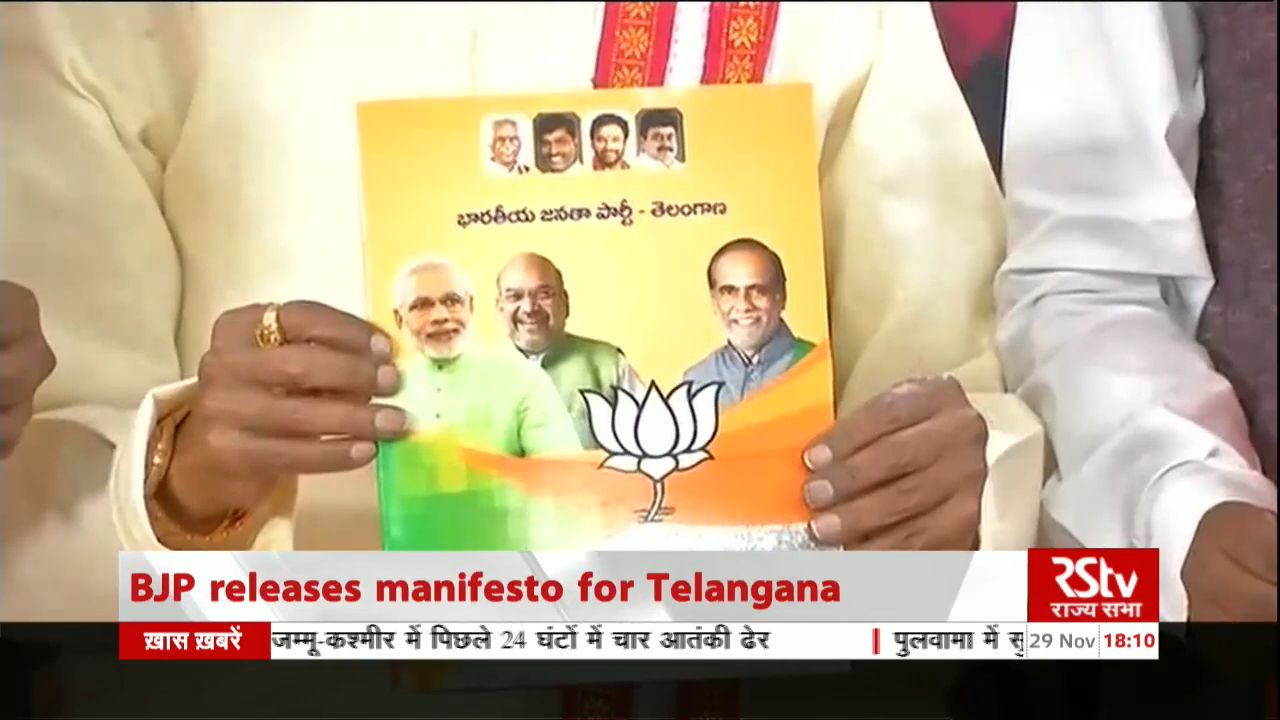 భారతీయ జనతా పార్టీ - తెలంగాణ
BJP releases manifesto for Telangana
RStv
राज्य सभा
ख़ास ख़बरें
जम्मू-कश्मीर में पिछले 24 घंटों में चार आतंकी ढेर
पुलवामा में
29 Nov
18:10